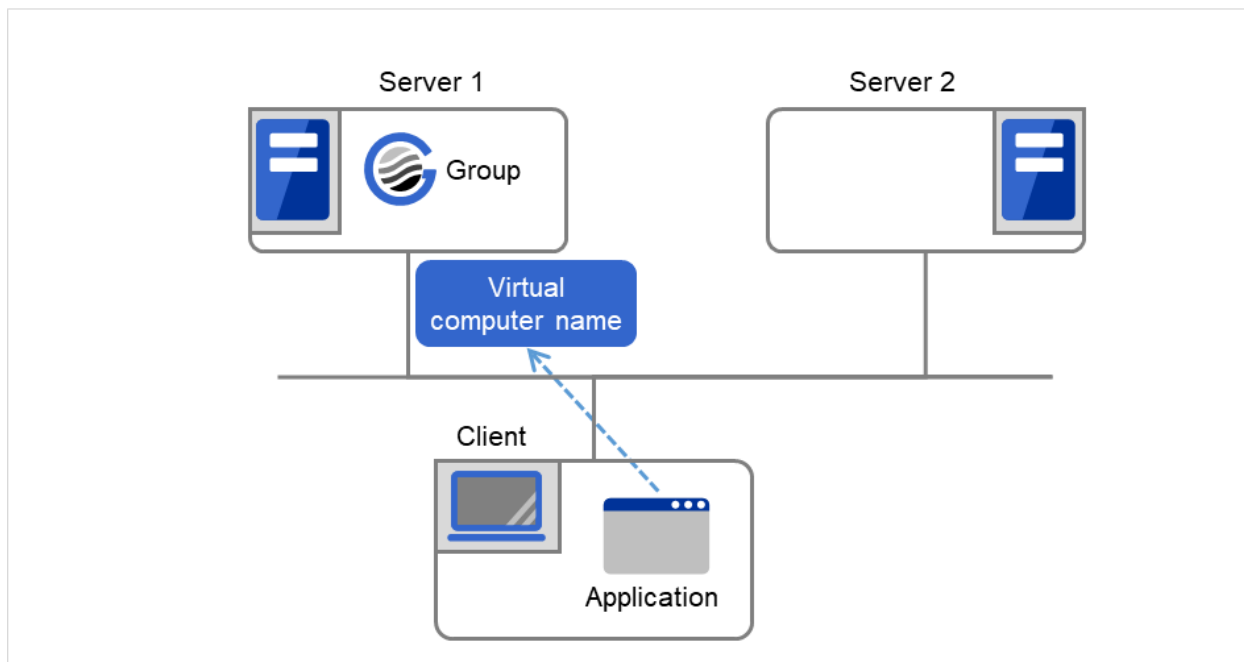 Server 1
Server 2
Group
Virtual
computer name
Client
Application